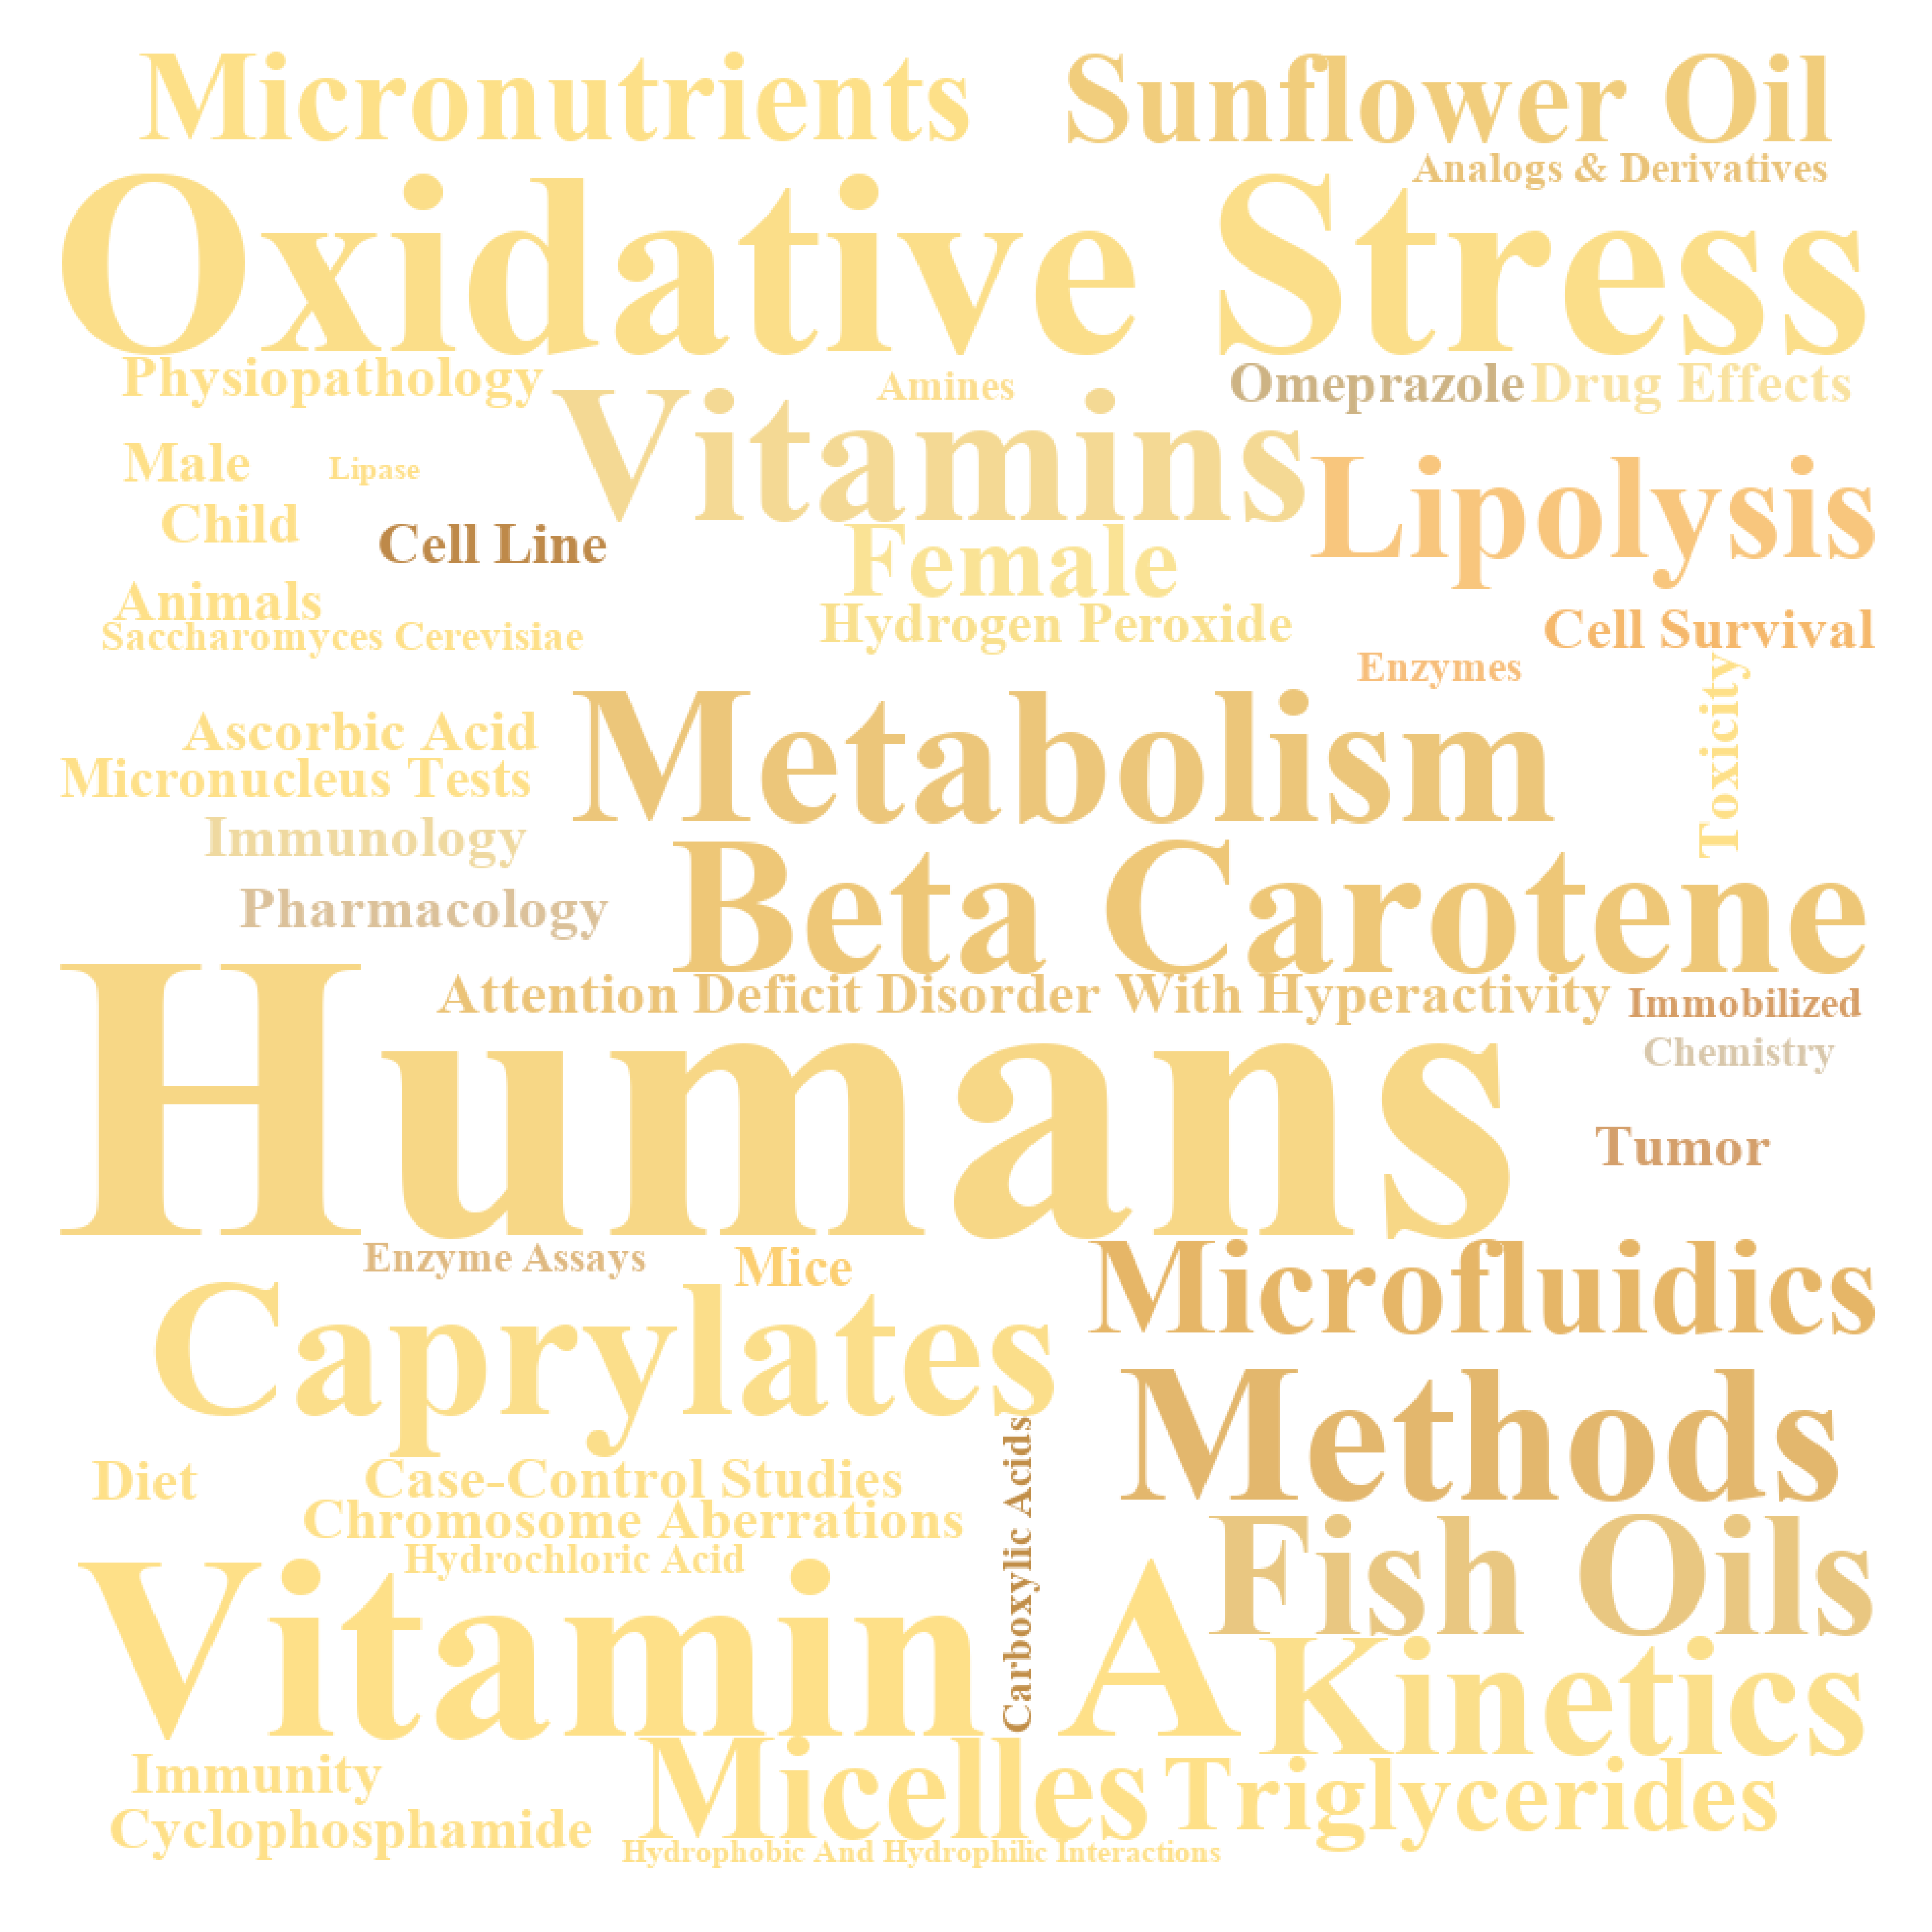 Micronutrients
Sunflower Oil
Analogs & Derivatives
Oxidative Stress
Physiopathology
Amines
Omeprazole
Drug Effects
Vitamins
Male
Lipase
Lipolysis
Child
Cell Line
Female
Animals
Hydrogen Peroxide
Cell Survival
Saccharomyces Cerevisiae
Enzymes
Toxicity
Ascorbic Acid
Metabolism
Micronucleus Tests
Immunology
Pharmacology
Beta Carotene
Attention Deficit Disorder With Hyperactivity
Immobilized
Chemistry
Humans
Tumor
Enzyme Assays
Mice
Microfluidics
Caprylates
Methods
Diet
Case-Control Studies
Carboxylic Acids
Chromosome Aberrations
Hydrochloric Acid
Fish Oils
Vitamin A
Kinetics
Immunity
Micelles
Triglycerides
Cyclophosphamide
Hydrophobic And Hydrophilic Interactions